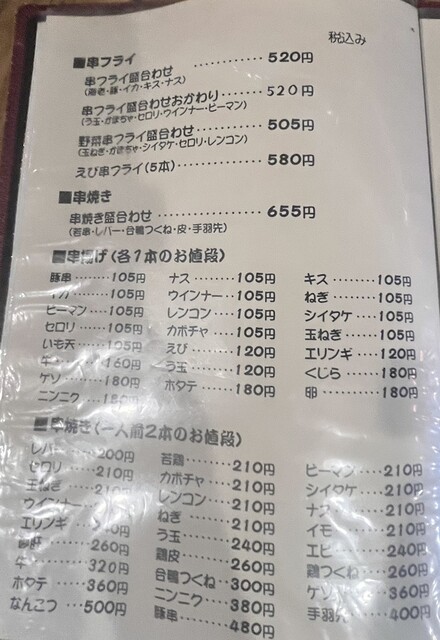 税込み
■串フライ
串フライ盛合わせ ………… 520円
(海老・豚・イカ・キス・ナス)
串フライ盛合わせおかわり ……… 520円
(う玉・かぼちゃ・セロリ・ウインナー・ピーマン)
野菜串フライ盛合わせ ………… 505円
(玉ねぎ・かぼちゃ・シイタケ・セロリ・レンコン)
えび串フライ(5本) ………… 580円
■串焼き
串焼き盛合わせ ………… 655円
(若串・レバー・合鴨つくね・皮・手羽先)
■串揚げ(各1本のお値段)
豚串 ……… 105円
イカ ……… 105円
ピーマン …… 105円
セロリ …… 105円
いも天 …… 105円
牛 ……… 160円
ゲソ ……… 180円
ニンニク … 180円
ナス ……… 105円
ウインナー ‥ 105円
レンコン …… 105円
カボチャ …… 105円
えび ……… 120円
う玉 ……… 120円
ホタテ …… 180円
キス ……… 105円
ねぎ ……… 105円
シイタケ …… 105円
玉ねぎ …… 105円
エリンギ …… 120円
くじら …… 180円
卵 ……… 180円
■串焼き(一人前2本のお値段)
レバー …… 200円
セロリ …… 210円
玉ねぎ …… 210円
ウインナー
エリンギ
260円
牛 ……… 320円
ホタテ …… 360円
なんこつ … 500円
若鶏 ……… 210円
カボチャ …… 210円
レンコン …… 210円
ねぎ ……… 210円
う玉 ……… 240円
鶏皮 ……… 260円
合鴨つくね ‥ 300円
ニンニク …… 380円
豚串 ……… 480円
ピーマン …… 210円
シイタケ …… 210円
ナス ……… 210円
イモ ……… 210円
エビ ……… 240円
鶏つくね …… 260円
ゲソ ……… 360円
手羽先 …… 400円